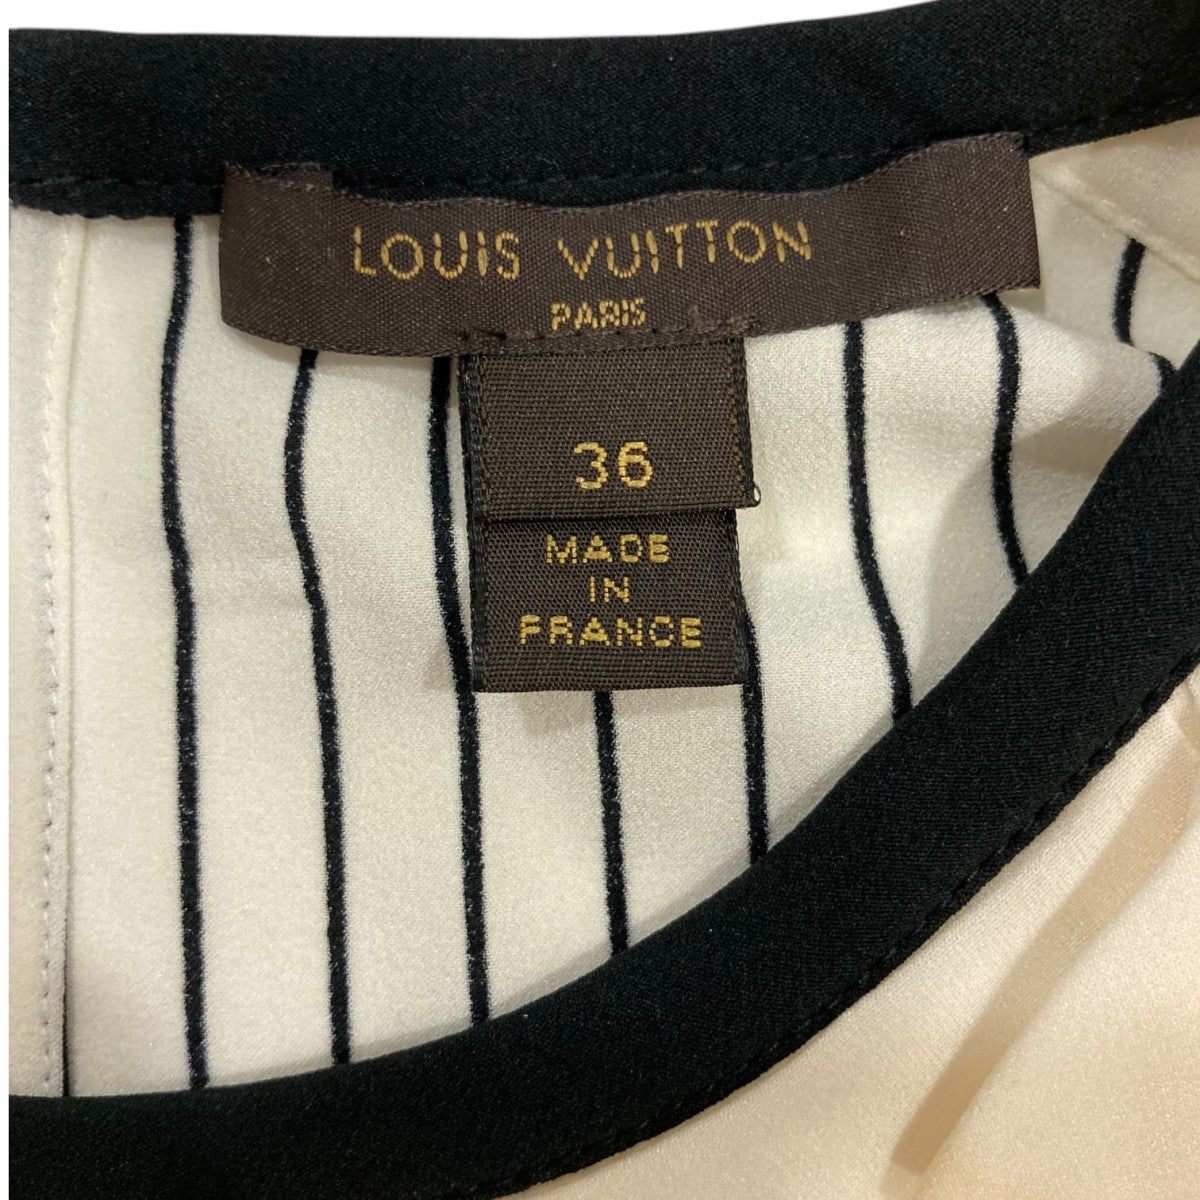 LOUIS VUITTON
PARIS
36
MADE
IN
FRANCE